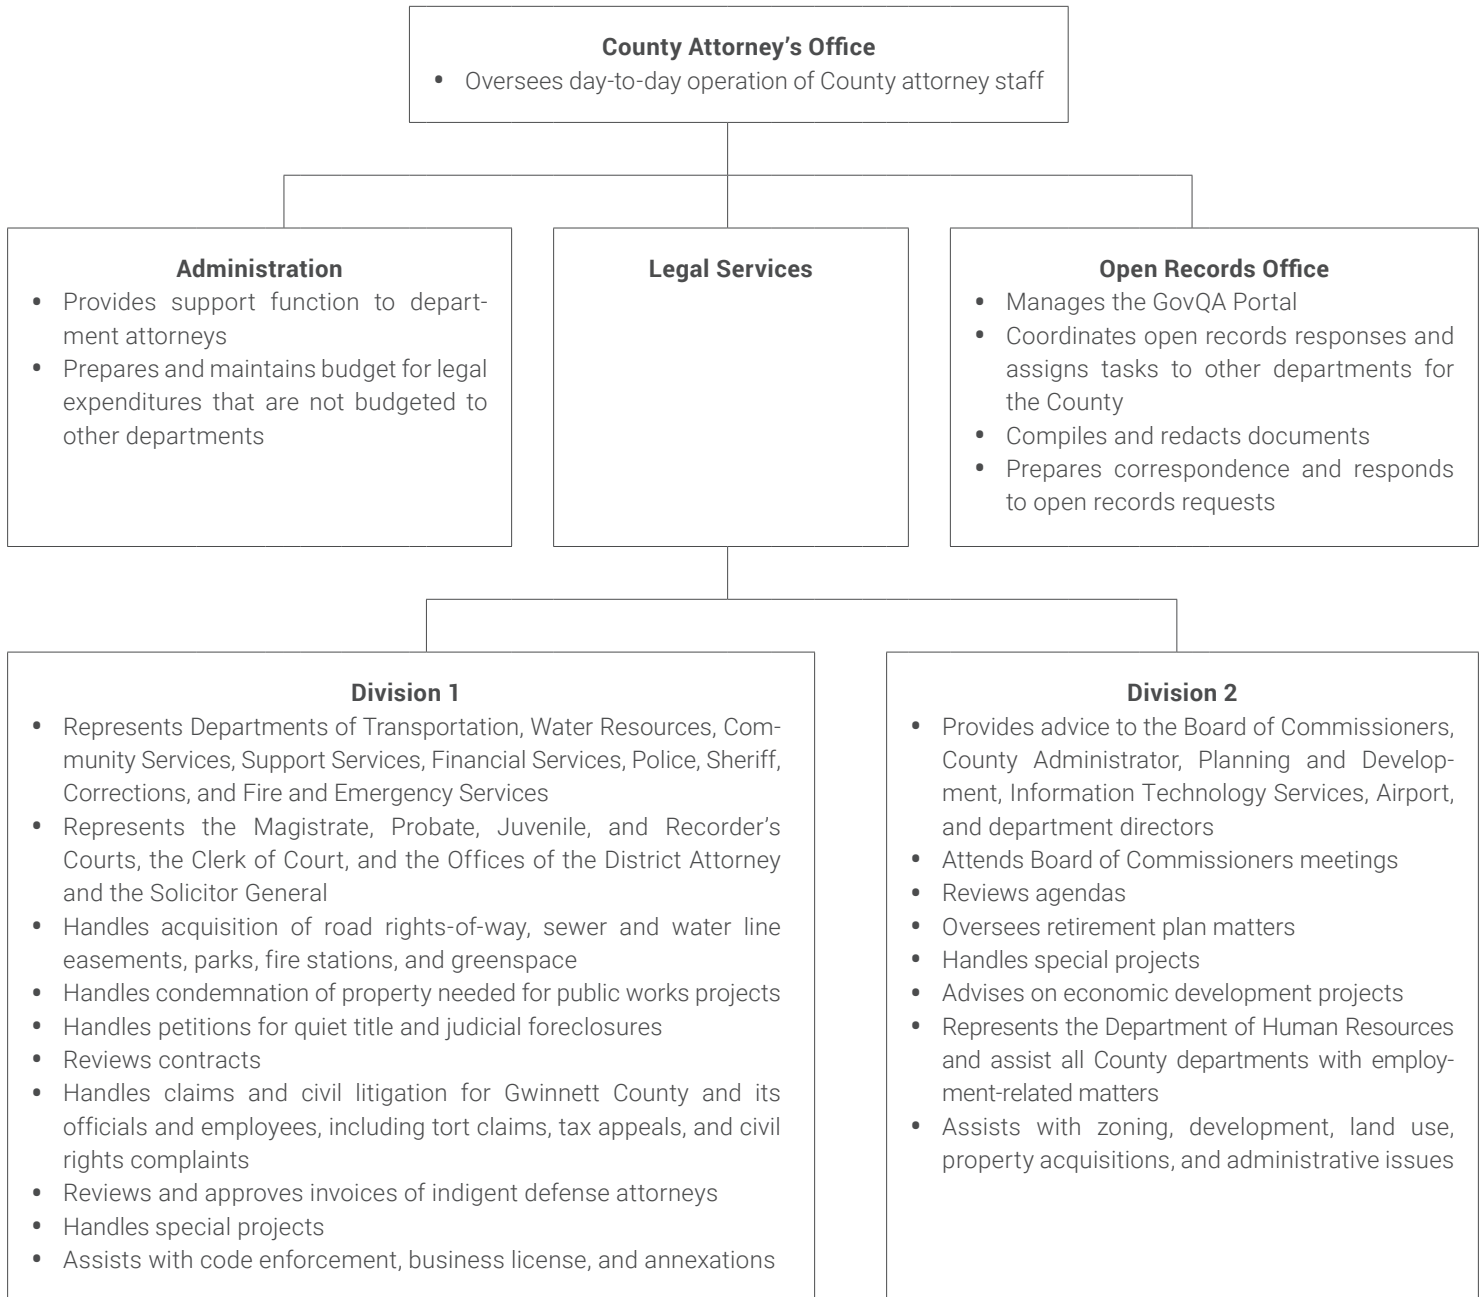 County Attorney’s Office
• Oversees day-to-day operation of County attorney staff
Administration
• Provides support function to depart-
ment attorneys
• Prepares and maintains budget for legal
expenditures that are not budgeted to
other departments
Legal Services
Open Records Office
• Manages the GovQA Portal
• Coordinates open records responses and
assigns tasks to other departments for
the County
• Compiles and redacts documents
• Prepares correspondence and responds
to open records requests
Division 1
• Represents Departments of Transportation, Water Resources, Com-
munity Services, Support Services, Financial Services, Police, Sheriff,
Corrections, and Fire and Emergency Services
• Represents the Magistrate, Probate, Juvenile, and Recorder’s
Courts, the Clerk of Court, and the Offices of the District Attorney
and the Solicitor General
• Handles acquisition of road rights-of-way, sewer and water line
easements, parks, fire stations, and greenspace
• Handles condemnation of property needed for public works projects
• Handles petitions for quiet title and judicial foreclosures
• Reviews contracts
• Handles claims and civil litigation for Gwinnett County and its
officials and employees, including tort claims, tax appeals, and civil
rights complaints
• Reviews and approves invoices of indigent defense attorneys
• Handles special projects
• Assists with code enforcement, business license, and annexations
Division 2
• Provides advice to the Board of Commissioners,
County Administrator, Planning and Develop-
ment, Information Technology Services, Airport,
and department directors
• Attends Board of Commissioners meetings
• Reviews agendas
• Oversees retirement plan matters
• Handles special projects
• Advises on economic development projects
• Represents the Department of Human Resources
and assist all County departments with employ-
ment-related matters
• Assists with zoning, development, land use,
property acquisitions, and administrative issues